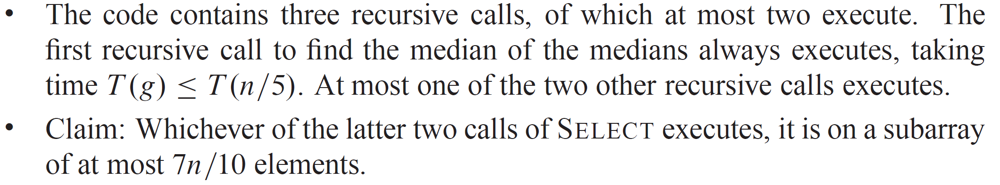 • The code contains three recursive calls, of which at most two execute. The
first recursive call to find the median of the medians always executes, taking
time T(g) ≤ T(n/5). At most one of the two other recursive calls executes.
• Claim: Whichever of the latter two calls of SELECT executes, it is on a subarray
of at most 7n/10 elements.